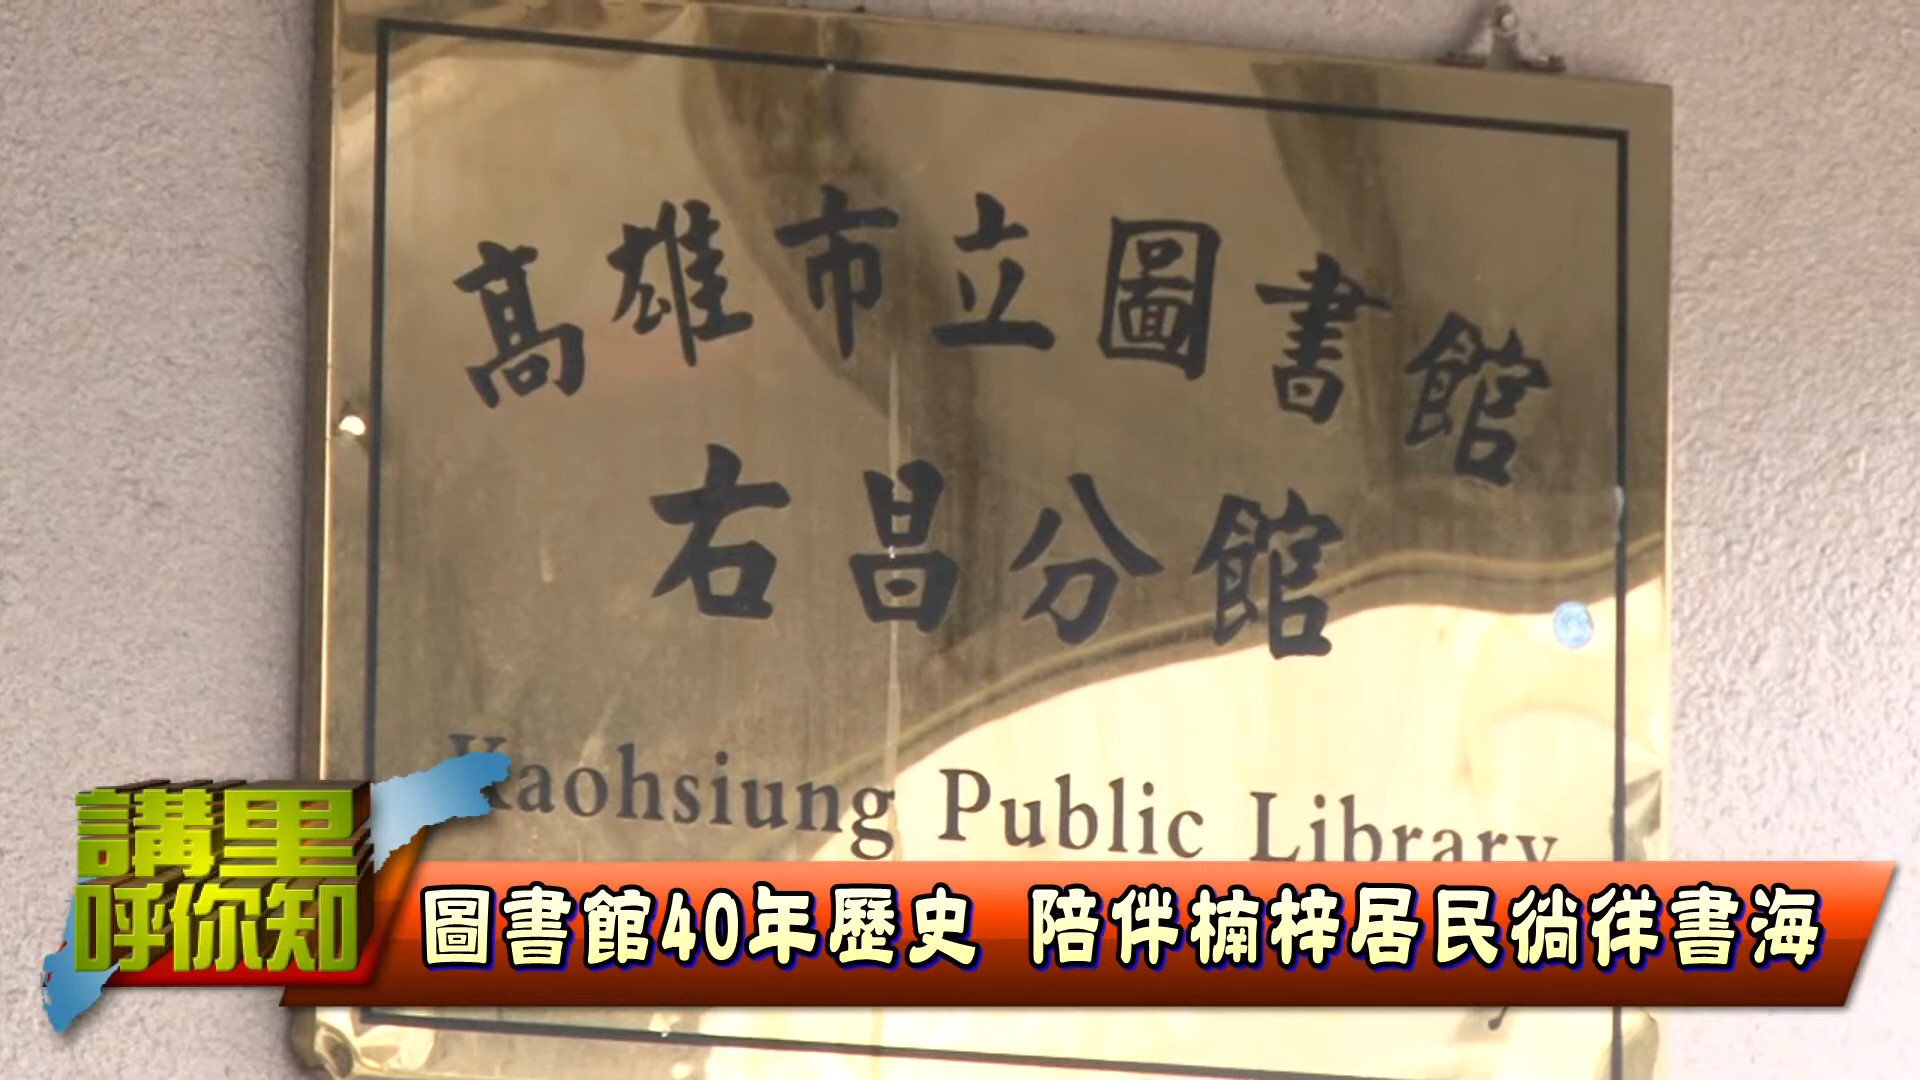 高雄市立圖書館
右昌分館
Kaohsiung Public Library
講里
呼你知
圖書館40年歷史 陪伴楠梓居民徜徉書海